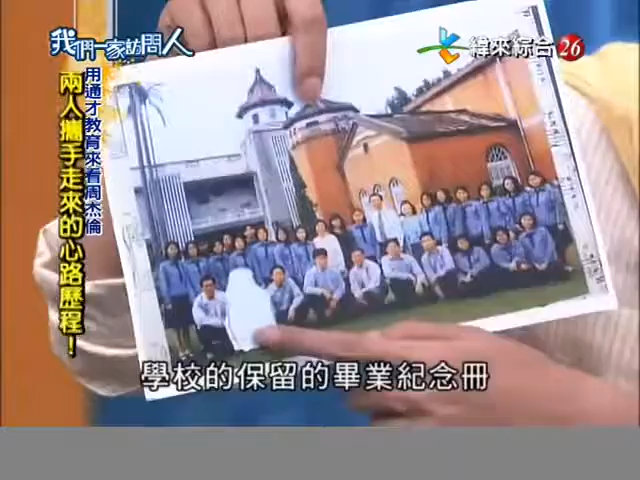 我們一家訪問人
緯來綜合 26
用通才教育來看周杰倫
兩人攜手走來的心路歷程！
學校的保留的畢業紀念冊